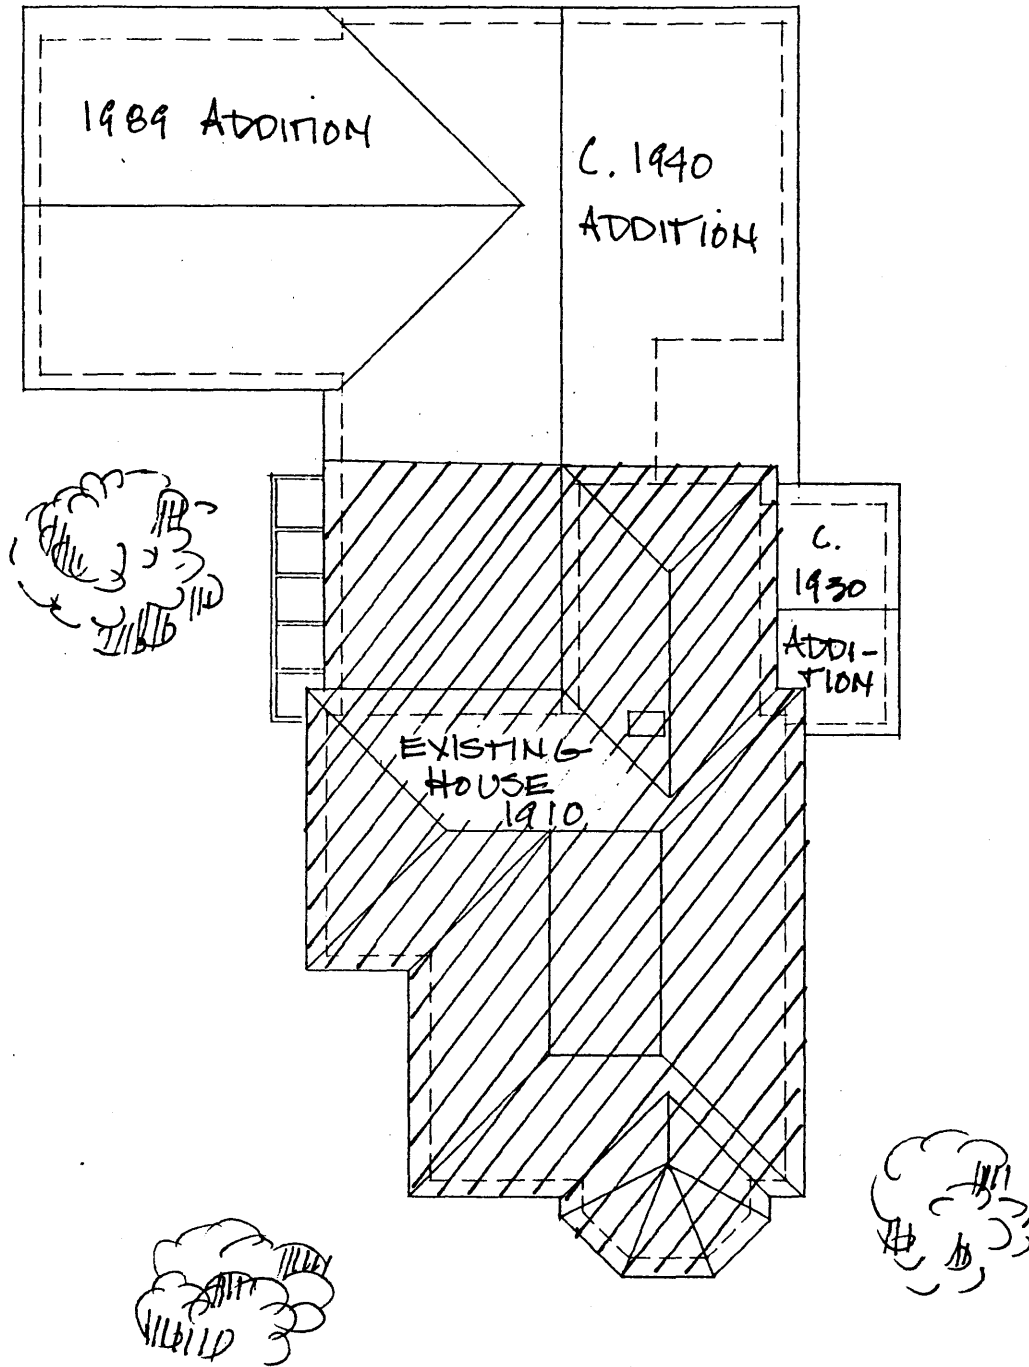 1989 ADDITION
C. 1940
ADDITION
C.
1930
ADDI-
TION
EXISTING
HOUSE
1910